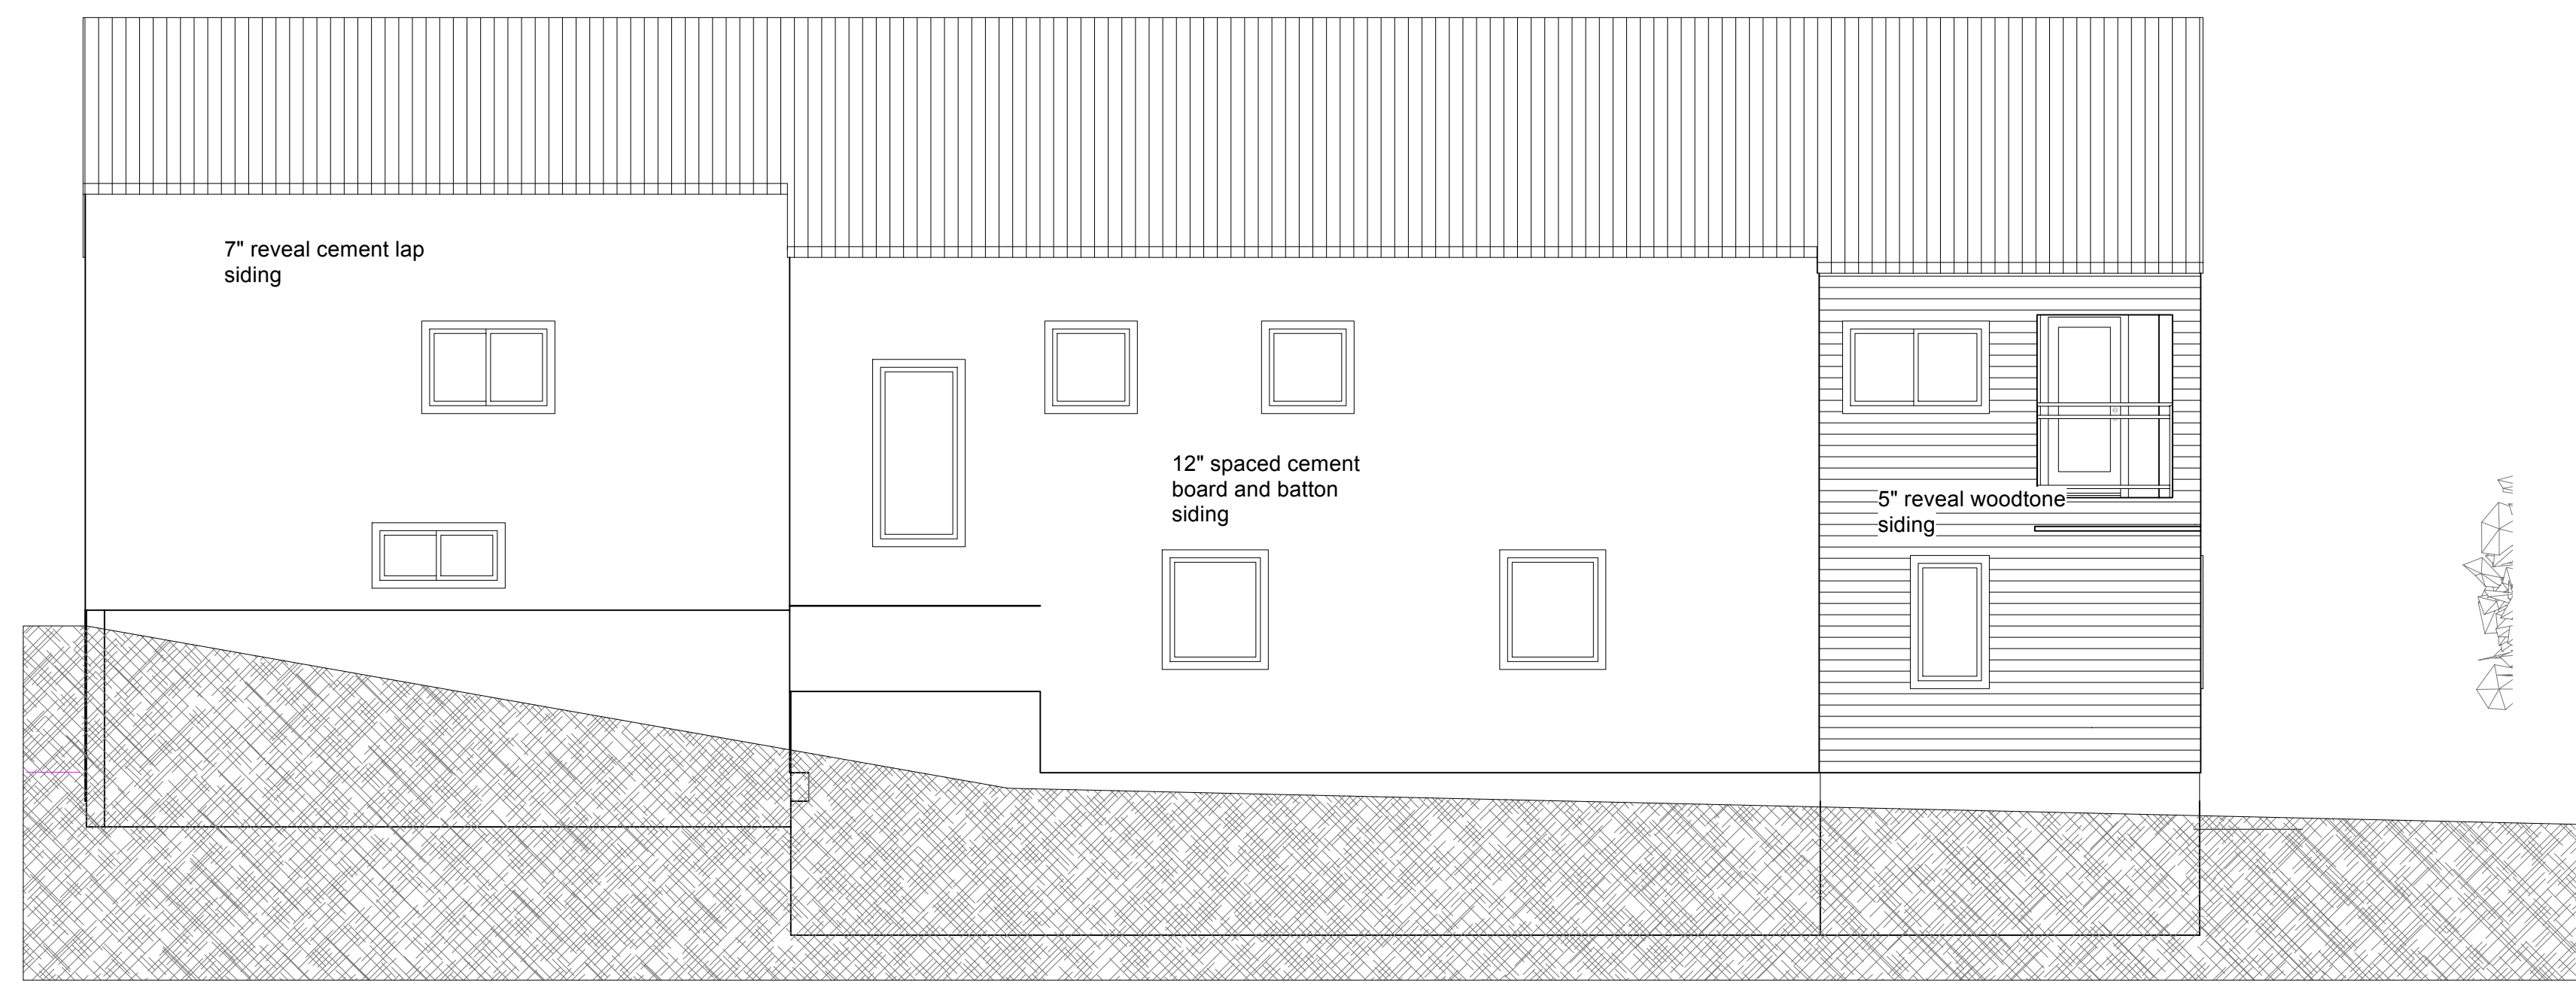 7" reveal cement lap
siding
12" spaced cement
board and batton
siding
5" reveal woodtone
siding